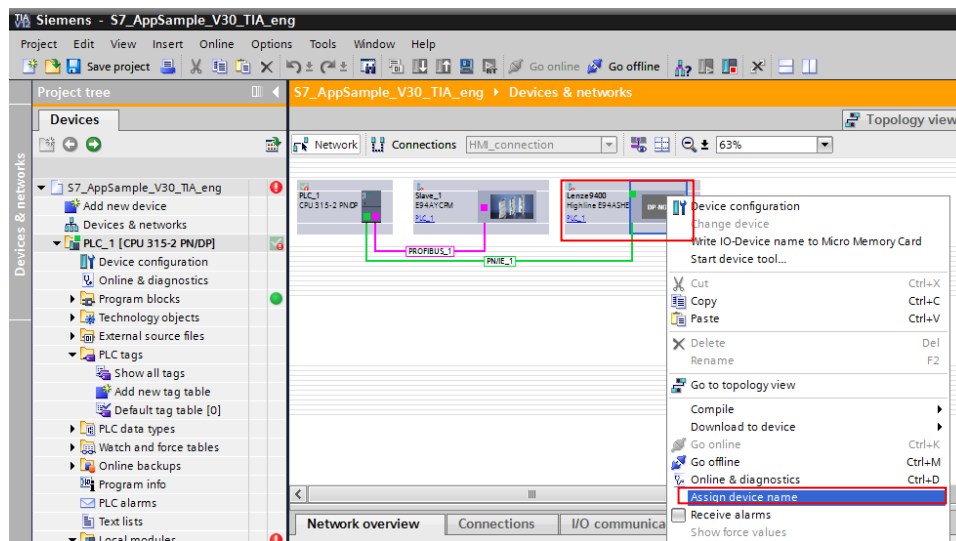 Siemens - S7_AppSample_V30_TIA_eng
Project Edit View Insert Online Options Tools Window Help
Save project Go online Go offline
Project tree
S7_AppSample_V30_TIA_eng Devices & networks
Devices
Topology view
Network Connections HMI_connection 63%
Devices & networks
S7_AppSample_V30_TIA_eng
Add new device
Devices & networks
PLC_1 [CPU 315-2 PN/DP]
Device configuration
Online & diagnostics
Program blocks
Technology objects
External source files
PLC tags
Show all tags
Add new tag table
Default tag table [0]
PLC data types
Watch and force tables
Online backups
Program info
PLC alarms
Text lists
Local modules
PLC_1
CPU 315-2 PN/DP
Slave_1
E94AYCPM
PLC_1
Lenze9400
Highline E94ASHE
PLC_1
PROFIBUS_1
PN/IE_1
Device configuration
Change device
Write IO-Device name to Micro Memory Card
Start device tool...
Cut Ctrl+X
Copy Ctrl+C
Paste Ctrl+V
Delete Del
Rename F2
Go to topology view
Compile
Download to device
Go online Ctrl+K
Go offline Ctrl+M
Online & diagnostics Ctrl+D
Assign device name
Receive alarms
Show force values
Network overview Connections I/O communica